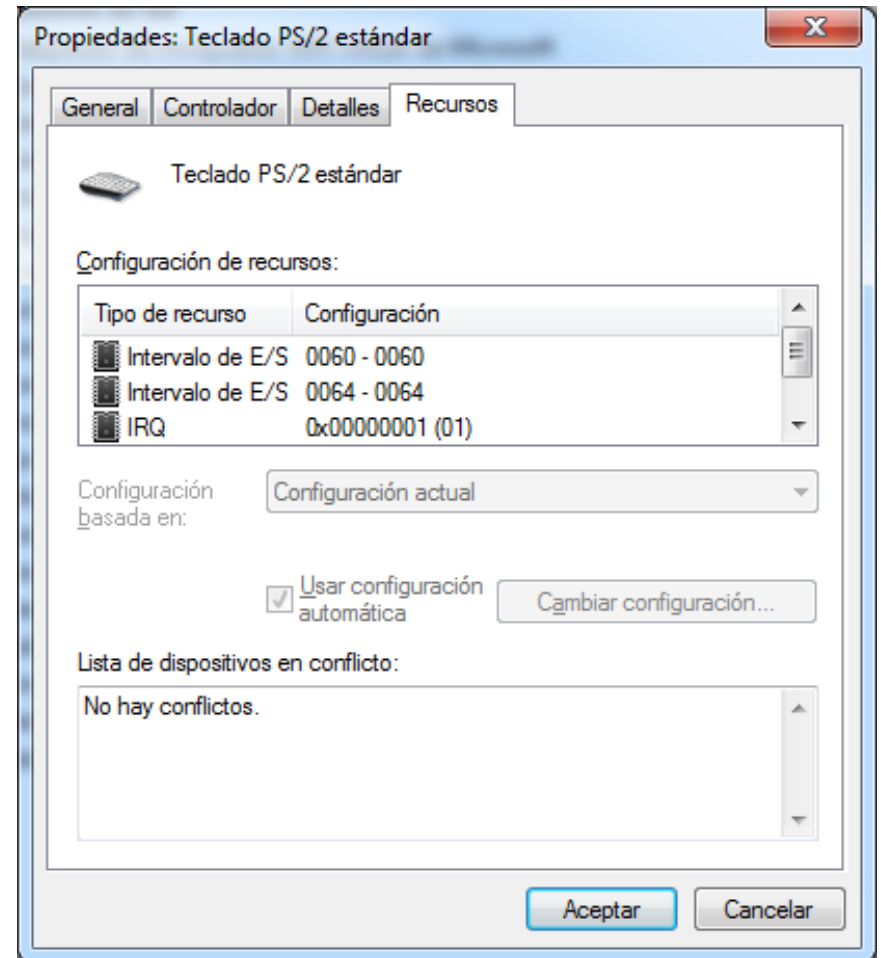 Propiedades: Teclado PS/2 estándar
General Controlador Detalles Recursos
Teclado PS/2 estándar
Configuración de recursos:
Tipo de recurso Configuración
Intervalo de E/S 0060 - 0060
Intervalo de E/S 0064 - 0064
IRQ 0x00000001 (01)
Configuración
basada en:
Configuración actual
Usar configuración
automática
Cambiar configuración...
Lista de dispositivos en conflicto:
No hay conflictos.
Aceptar Cancelar